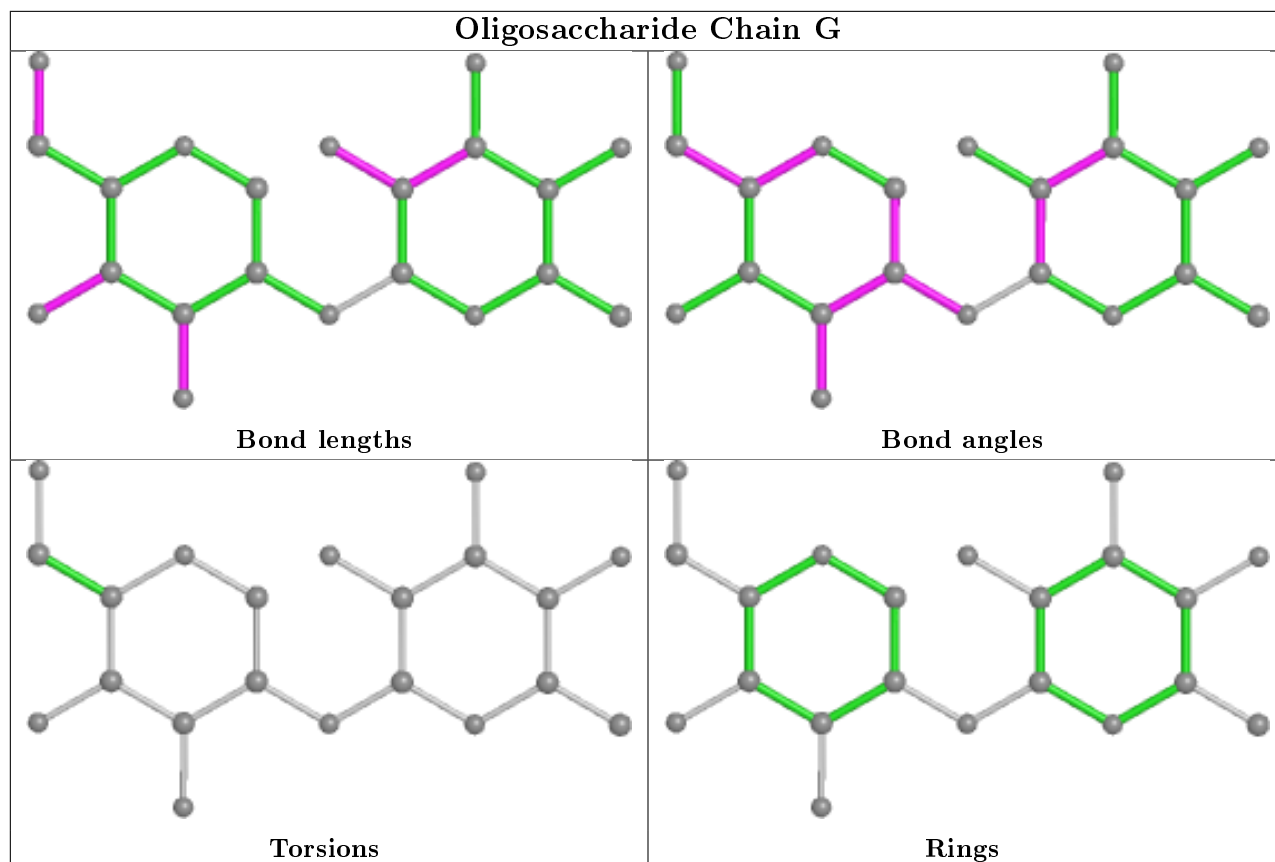 Oligosaccharide Chain G
Bond lengths
Bond angles
Torsions
Rings